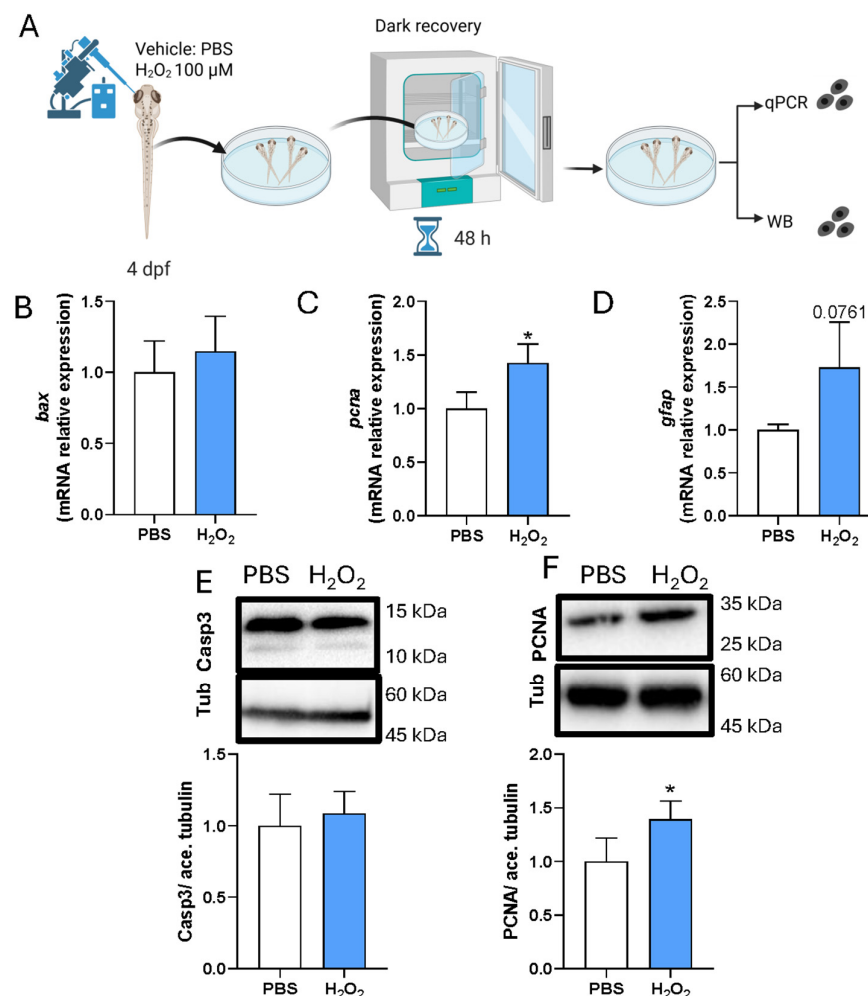 A
Vehicle: PBS
H₂O₂ 100 µM
Dark recovery
qPCR
WB
48 h
4 dpf
B
bax
(mRNA relative expression)
1.5
1.0
0.5
0.0
PBS
H₂O₂
C
pcna
(mRNA relative expression)
2.0
1.5
1.0
0.5
0.0
*
PBS
H₂O₂
D
gfap
(mRNA relative expression)
2.5
2.0
1.5
1.0
0.5
0.0
0.0761
PBS
H₂O₂
E
PBS H₂O₂
Casp3
15 kDa
10 kDa
Tub
60 kDa
45 kDa
Casp3/ ace. tubulin
1.5
1.0
0.5
0.0
PBS
H₂O₂
F
PBS H₂O₂
PCNA
35 kDa
25 kDa
Tub
60 kDa
45 kDa
PCNA/ ace. tubulin
2.0
1.5
1.0
0.5
0.0
*
PBS
H₂O₂